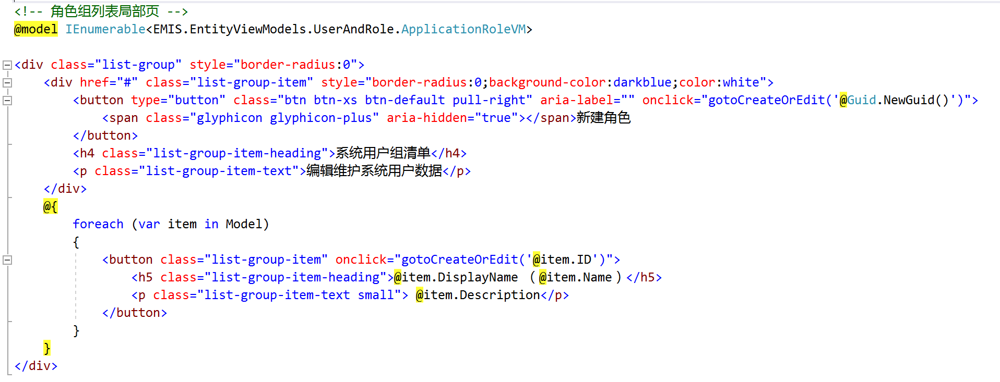 <!-- 角色组列表局部页 -->
@model IEnumerable<EMIS.EntityViewModels.UserAndRole.ApplicationRoleVM>
<div class="list-group" style="border-radius:0">
<div href="#" class="list-group-item" style="border-radius:0;background-color:darkblue;color:white">
<button type="button" class="btn btn-xs btn-default pull-right" aria-label="" onclick="gotoCreateOrEdit('@Guid.NewGuid()')">
<span class="glyphicon glyphicon-plus" aria-hidden="true"></span>新建角色
</button>
<h4 class="list-group-item-heading">系统用户组清单</h4>
<p class="list-group-item-text">编辑维护系统用户数据</p>
</div>
@{
foreach (var item in Model)
{
<button class="list-group-item" onclick="gotoCreateOrEdit('@item.ID')">
<h5 class="list-group-item-heading">@item.DisplayName （@item.Name）</h5>
<p class="list-group-item-text small"> @item.Description</p>
</button>
}
}
</div>